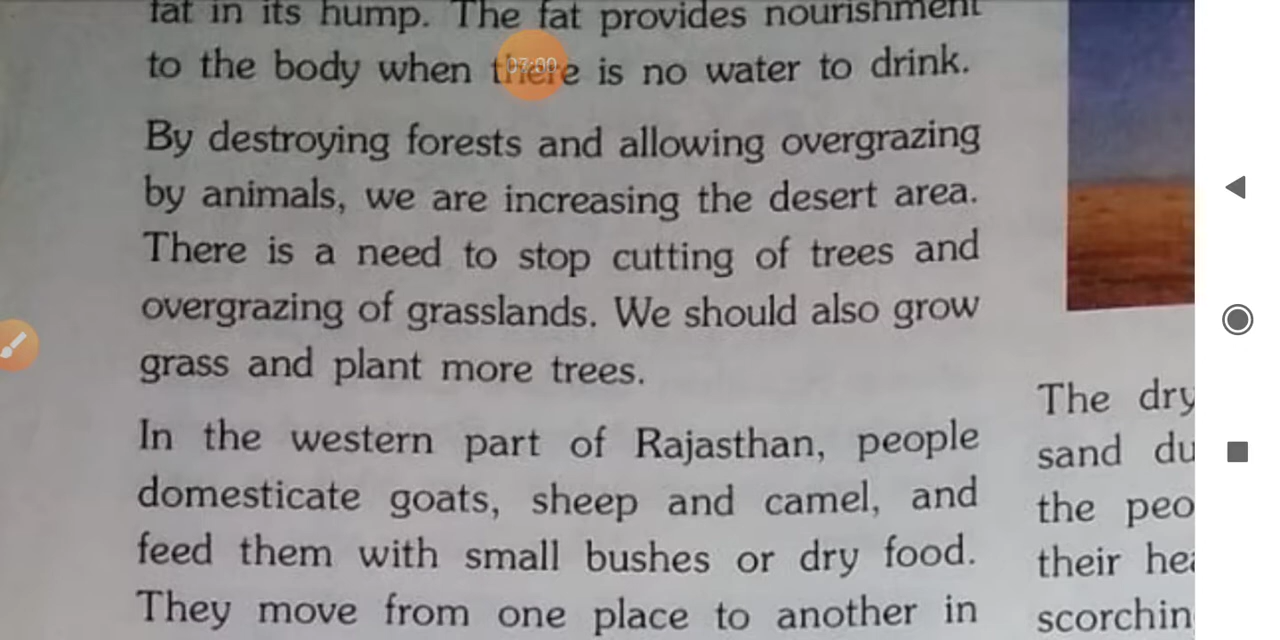 fat in its hump. The fat provides nourishment
to the body when there is no water to drink.
By destroying forests and allowing overgrazing
by animals, we are increasing the desert area.
There is a need to stop cutting of trees and
overgrazing of grasslands. We should also grow
grass and plant more trees.
In the western part of Rajasthan, people
domesticate goats, sheep and camel, and
feed them with small bushes or dry food.
They move from one place to another in
The dry
sand du
the peo
their hea
scorchin
07:00